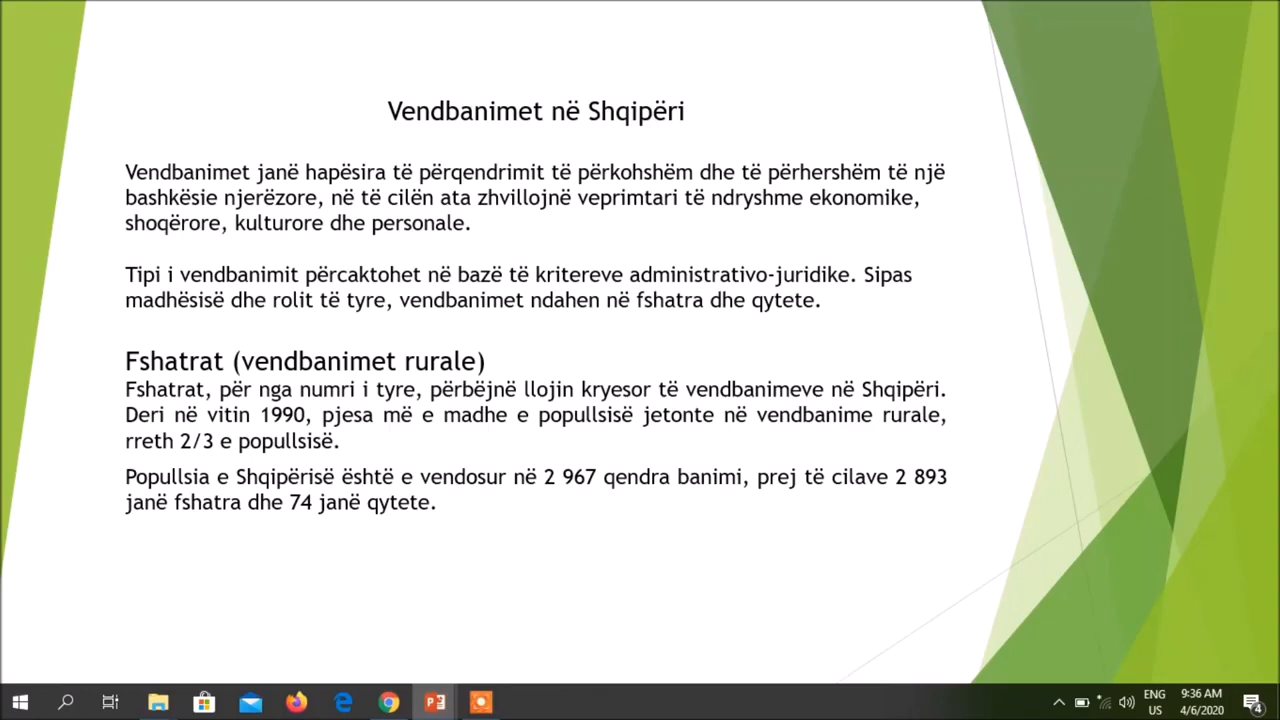 Vendbanimet në Shqipëri
Vendbanimet janë hapësira të përqendrimit të përkohshëm dhe të përhershëm të një
bashkësie njerëzore, në të cilën ata zhvillojnë veprimtari të ndryshme ekonomike,
shoqërore, kulturore dhe personale.
Tipi i vendbanimit përcaktohet në bazë të kritereve administrativo-juridike. Sipas
madhësisë dhe rolit të tyre, vendbanimet ndahen në fshatra dhe qytete.
Fshatrat (vendbanimet rurale)
Fshatrat, për nga numri i tyre, përbëjnë llojin kryesor të vendbanimeve në Shqipëri.
Deri në vitin 1990, pjesa më e madhe e popullsisë jetonte në vendbanime rurale,
rreth 2/3 e popullsisë.
Popullsia e Shqipërisë është e vendosur në 2 967 qendra banimi, prej të cilave 2 893
janë fshatra dhe 74 janë qytete.
ENG
US
9:36 AM
4/6/2020
4